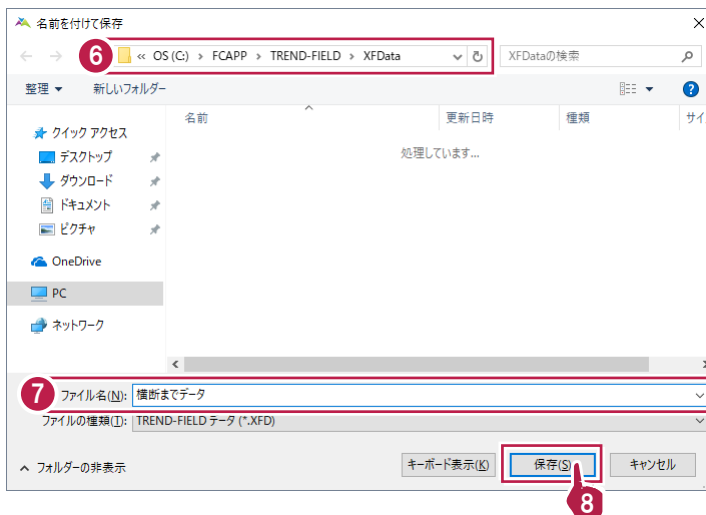 名前を付けて保存
6
« OS (C:) › FCAPP › TREND-FIELD › XFData
XFDataの検索
整理 新しいフォルダー
名前 更新日時 種類 サイ
クイック アクセス
処理しています...
デスクトップ
ダウンロード
ドキュメント
ピクチャ
OneDrive
PC
ネットワーク
7
ファイル名(N): 横断までデータ
ファイルの種類(T): TREND-FIELD データ (*.XFD)
フォルダーの非表示
キーボード表示(K) 保存(S) キャンセル
8